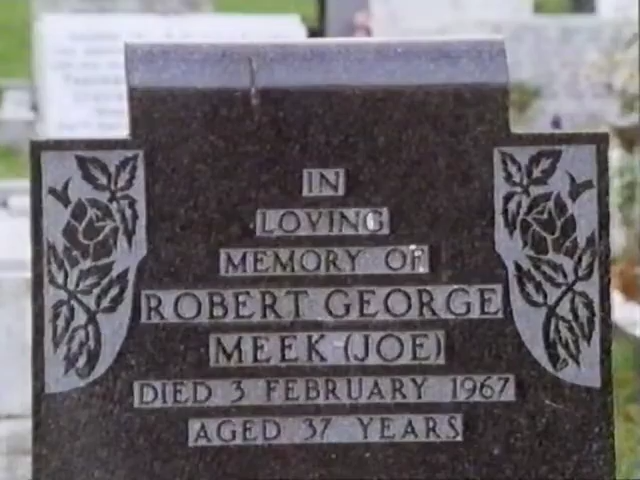 IN
LOVING
MEMORY OF
ROBERT GEORGE
MEEK (JOE)
DIED 3 FEBRUARY 1967
AGED 37 YEARS